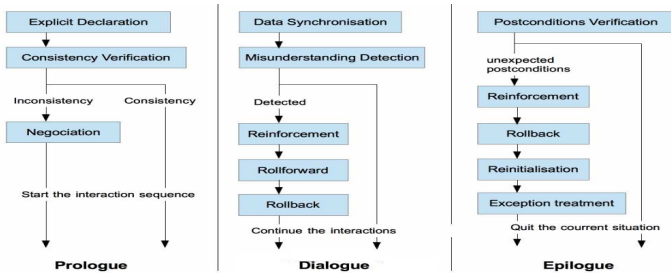 Explicit Declaration
Consistency Verification
Inconsistency
Consistency
Negociation
Start the interaction sequence
Prologue
Data Synchronisation
Misunderstanding Detection
Detected
Reinforcement
Rollforward
Rollback
Continue the interactions
Dialogue
Postconditions Verification
unexpected
postconditions
Reinforcement
Rollback
Reinitialisation
Exception treatment
Quit the courrent situation
Epilogue